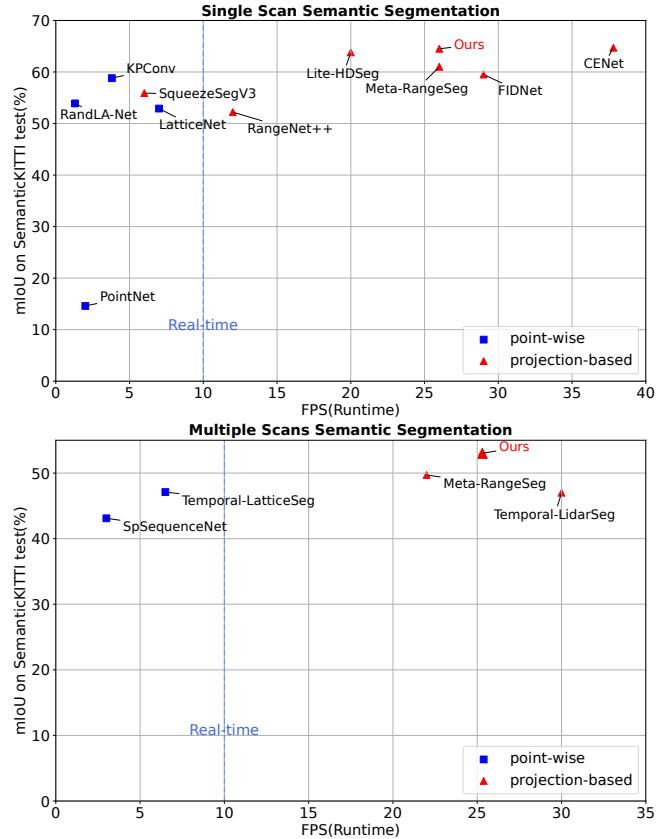 Single Scan Semantic Segmentation
mIoU on SemanticKITTI test(%)
70
60
50
40
30
20
10
0
KPConv
RandLA-Net
SqueezeSegV3
LatticeNet
RangeNet++
Lite-HDSeg
Ours
Meta-RangeSeg
FIDNet
CENet
PointNet
Real-time
point-wise
projection-based
0 5 10 15 20 25 30 35 40
FPS(Runtime)
Multiple Scans Semantic Segmentation
mIoU on SemanticKITTI test(%)
50
40
30
20
10
0
Ours
Meta-RangeSeg
Temporal-LatticeSeg
Temporal-LidarSeg
SpSequenceNet
Real-time
point-wise
projection-based
0 5 10 15 20 25 30 35
FPS(Runtime)